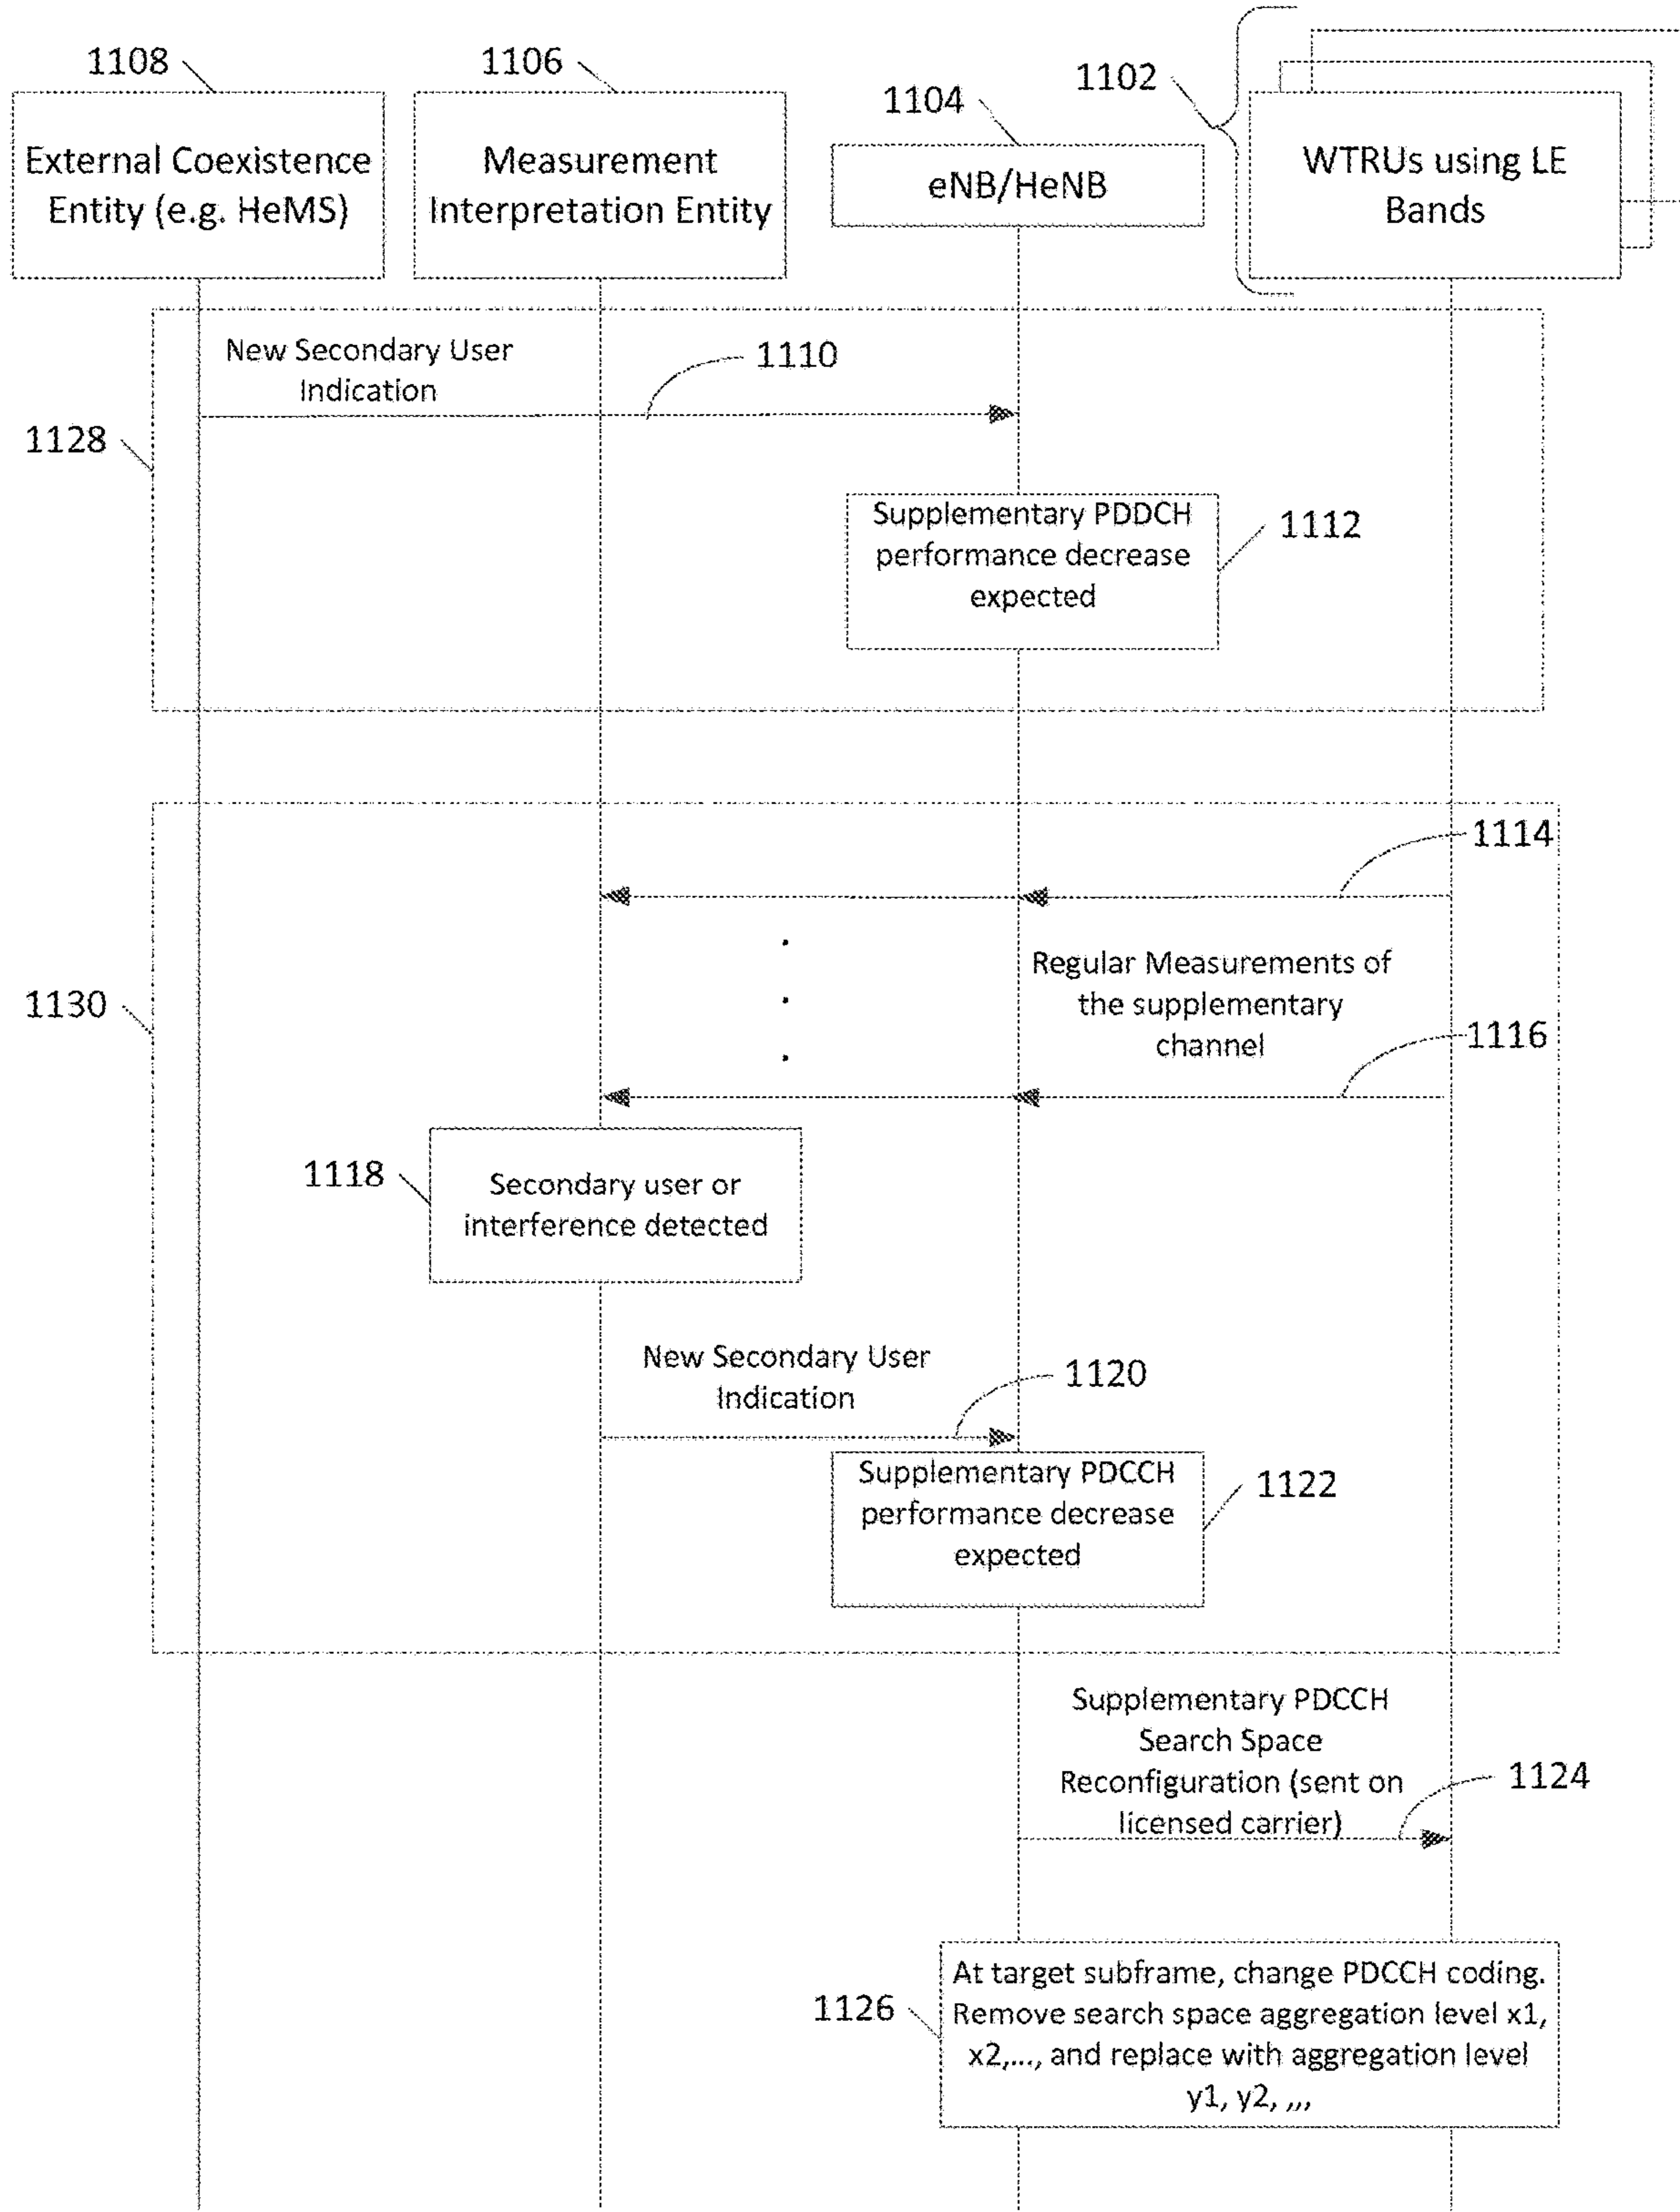 1108
1106
1104
1102
External Coexistence
Entity (e.g. HeMS)
Measurement
Interpretation Entity
eNB/HeNB
WTRUs using LE
Bands
New Secondary User
Indication
1110
1128
Supplementary PDDCH
performance decrease
expected
1112
1114
Regular Measurements of
the supplementary
channel
1130
1116
1118
Secondary user or
interference detected
New Secondary User
Indication
1120
Supplementary PDCCH
performance decrease
expected
1122
Supplementary PDCCH
Search Space
Reconfiguration (sent on
licensed carrier)
1124
At target subframe, change PDCCH coding.
Remove search space aggregation level x1,
x2,..., and replace with aggregation level
y1, y2, ,,,
1126